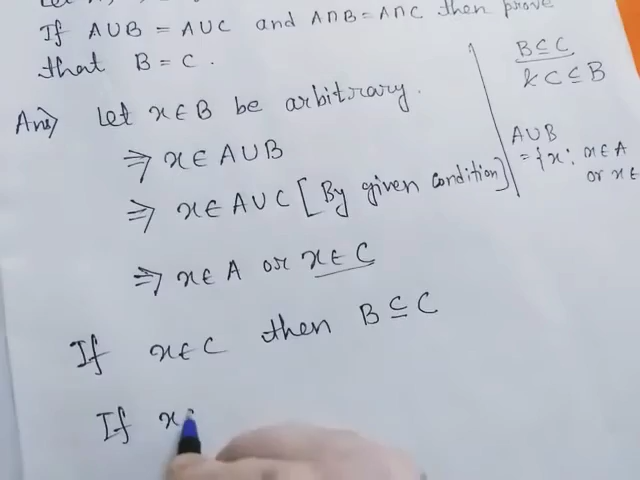 If A∪B = A∪C and A∩B = A∩C then prove
that B = C.
Ans⇒ Let x∈B be arbitrary.
⇒ x∈A∪B
⇒ x∈A∪C [By given condition]
⇒ x∈A or x∈C
If x∈C then B⊆C
If x
B⊆C
& C⊆B
A∪B
= {x: x∈A
or x∈